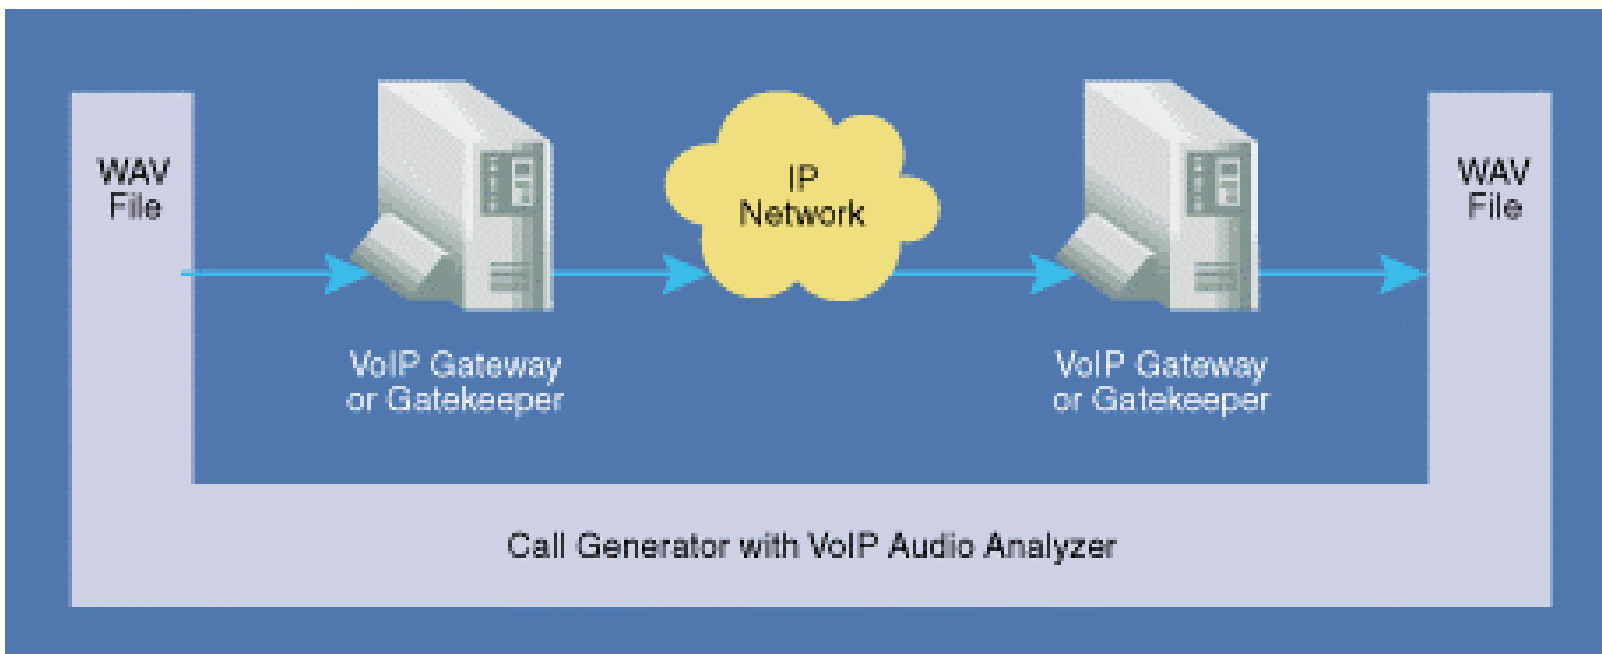 WAV
File
IP
Network
WAV
File
VoIP Gateway
or Gatekeeper
VoIP Gateway
or Gatekeeper
Call Generator with VoIP Audio Analyzer